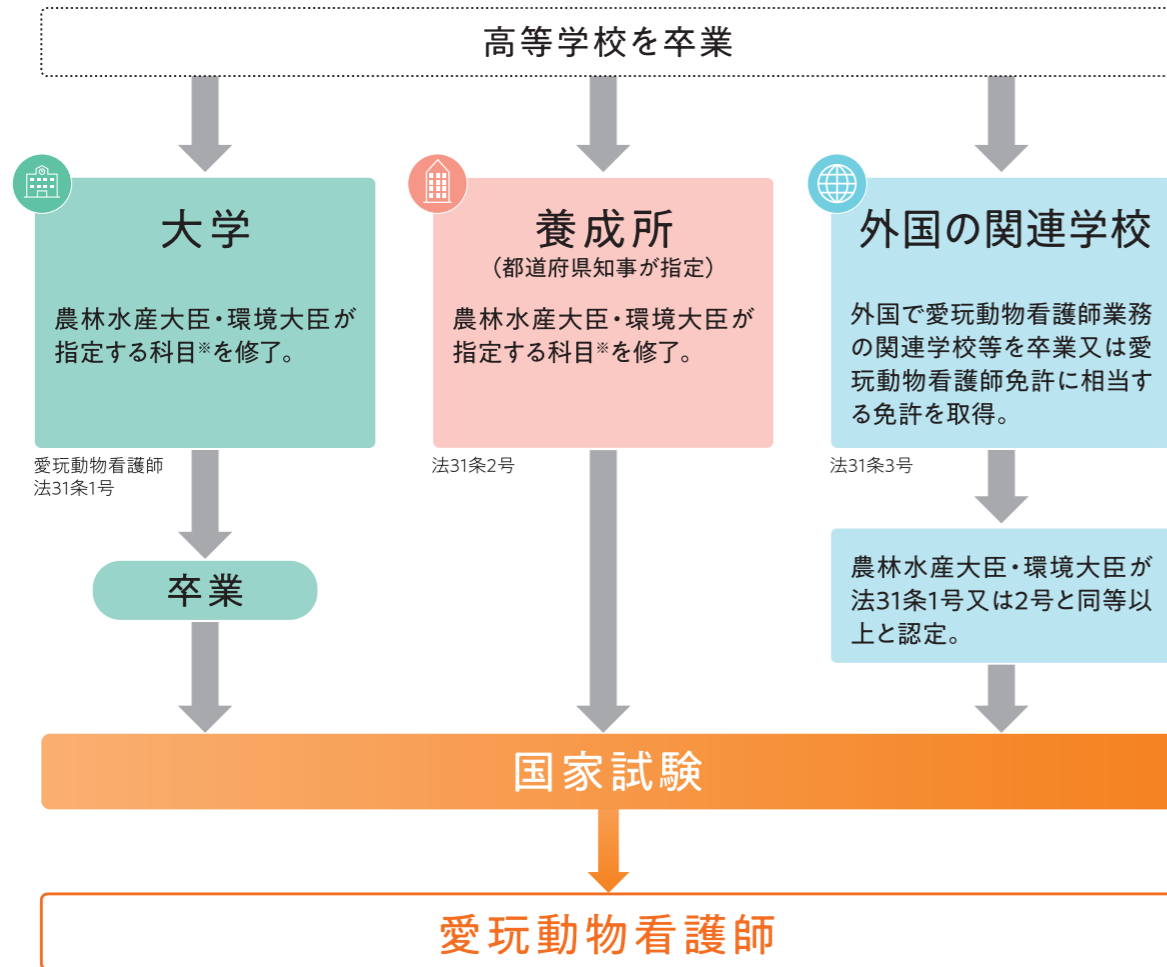 高等学校を卒業
大学
農林水産大臣・環境大臣が
指定する科目※を修了。
愛玩動物看護師
法31条1号
卒業
養成所
（都道府県知事が指定）
農林水産大臣・環境大臣が
指定する科目※を修了。
法31条2号
外国の関連学校
外国で愛玩動物看護師業務
の関連学校等を卒業又は愛
玩動物看護師免許に相当す
る免許を取得。
法31条3号
農林水産大臣・環境大臣が
法31条1号又は2号と同等以
上と認定。
国家試験
愛玩動物看護師